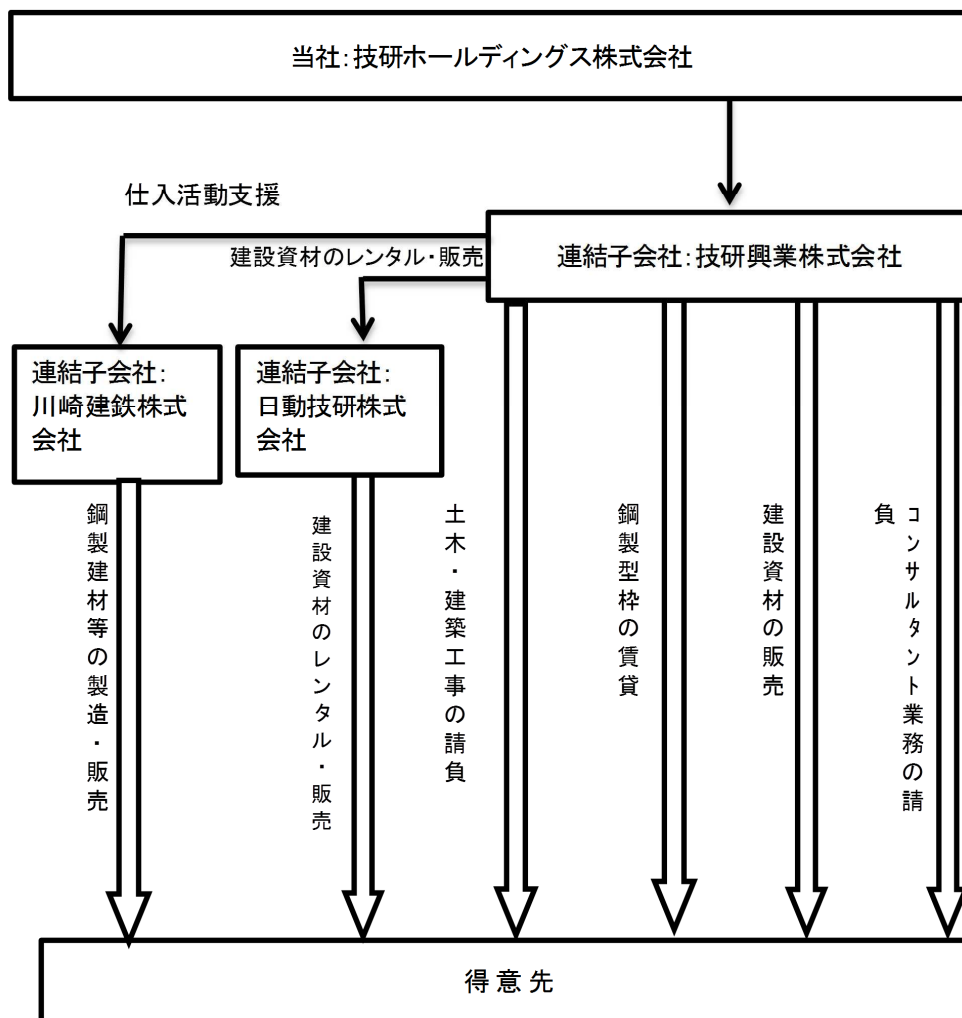 当社：技研ホールディングス株式会社
仕入活動支援
建設資材のレンタル・販売
連結子会社：技研興業株式会社
連結子会社：
川崎建鉄株式
会社
連結子会社：
日動技研株式
会社
鋼製建材等の製造・販売
建設資材のレンタル・販売
土木・建築工事の請負
鋼製型枠の賃貸
建設資材の販売
コンサルタント業務の請
負
得意先